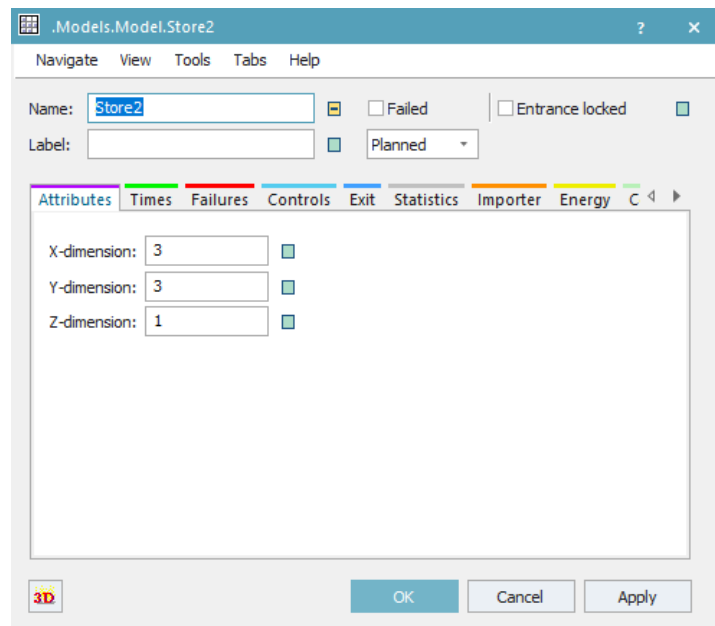 .Models.Model.Store2 ? ×
Navigate View Tools Tabs Help
Name: Store2 Failed Entrance locked
Label: Planned
Attributes Times Failures Controls Exit Statistics Importer Energy C
X-dimension: 3
Y-dimension: 3
Z-dimension: 1
3D OK Cancel Apply